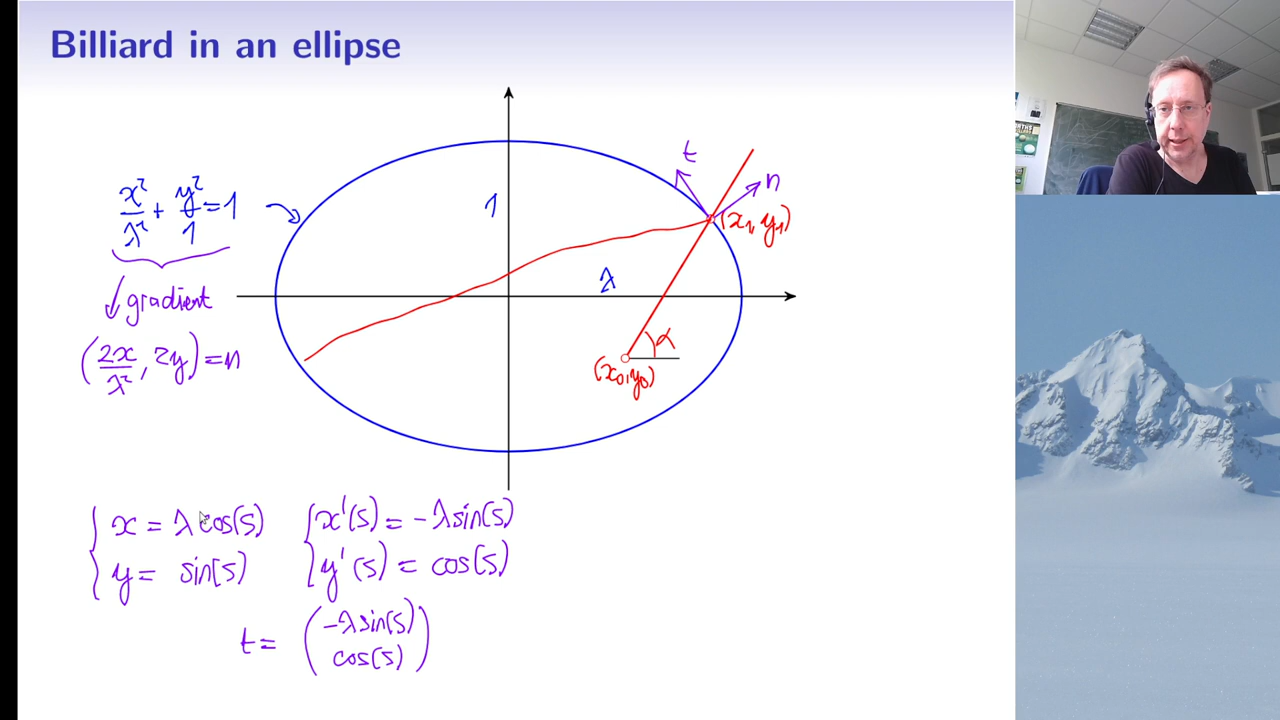 Billiard in an ellipse
x²/λ² + y²/1 = 1
↓ gradient
(2x/λ², 2y) = n
1
λ
t
n
(x₁, y₁)
α
(x₀, y₀)
x = λ cos(s)
y = sin(s)
x'(s) = -λ sin(s)
y'(s) = cos(s)
t = (-λ sin(s)
cos(s))